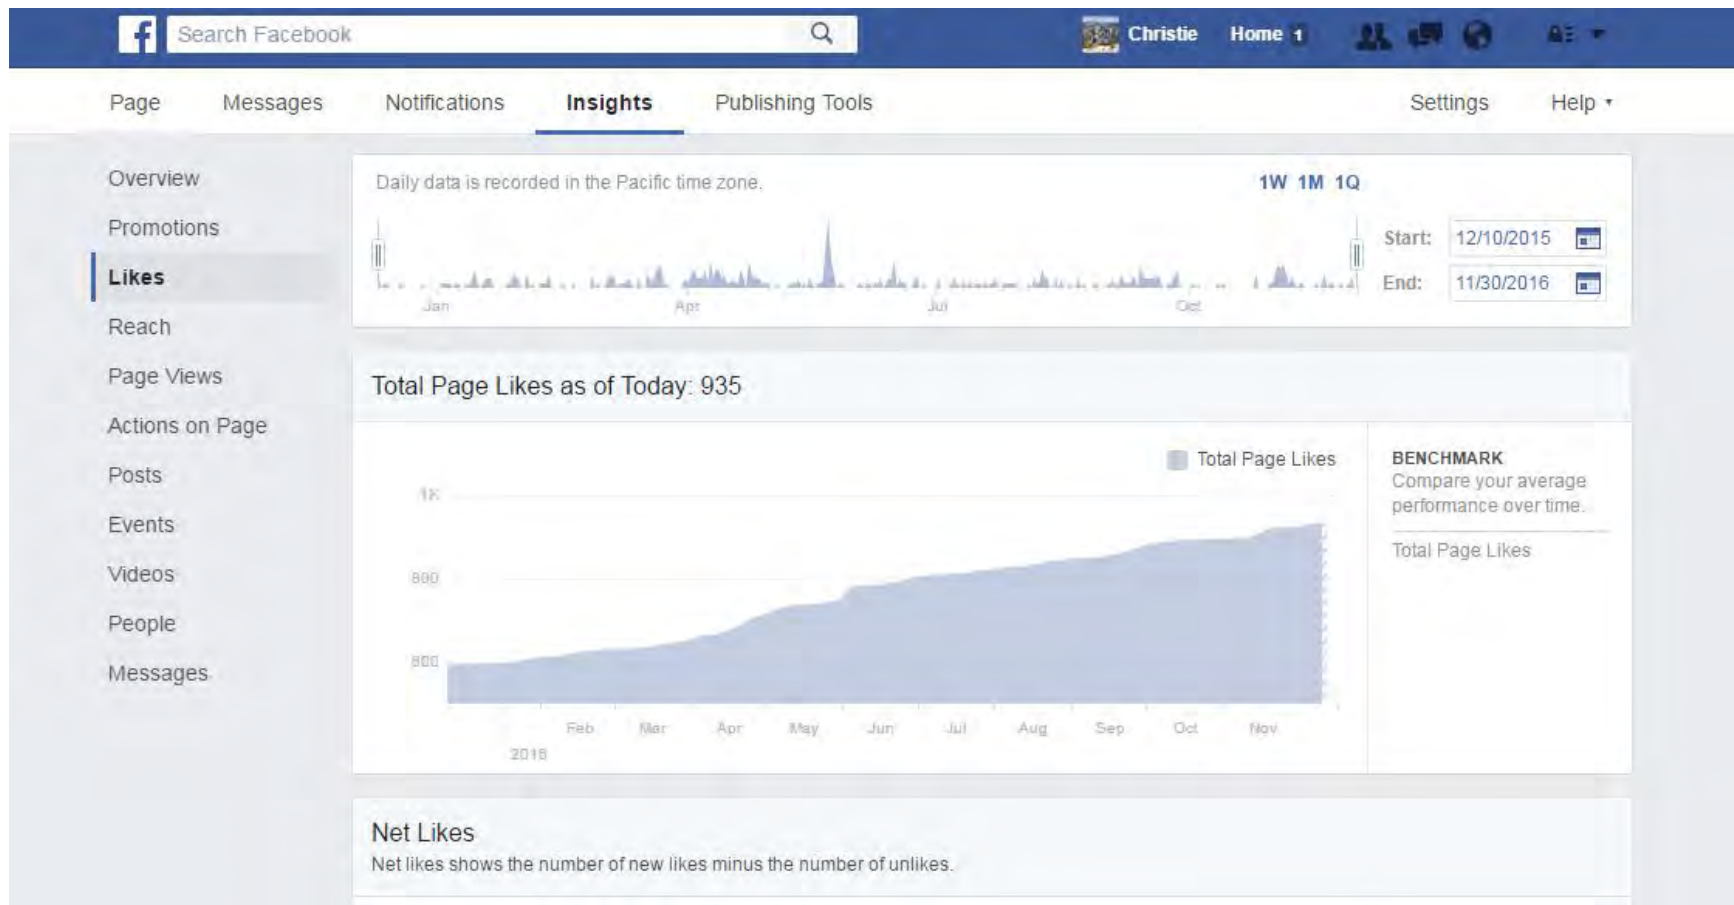 f Search Facebook Christie Home 1
Page Messages Notifications Insights Publishing Tools Settings Help
Overview
Promotions
Likes
Reach
Page Views
Actions on Page
Posts
Events
Videos
People
Messages
Daily data is recorded in the Pacific time zone. 1W 1M 1Q
Start: 12/10/2015
End: 11/30/2016
Jan Apr Jul Oct
Total Page Likes as of Today: 935
Total Page Likes
1K
800
600
Feb Mar Apr May Jun Jul Aug Sep Oct Nov
2016
BENCHMARK
Compare your average
performance over time.
Total Page Likes
Net Likes
Net likes shows the number of new likes minus the number of unlikes.